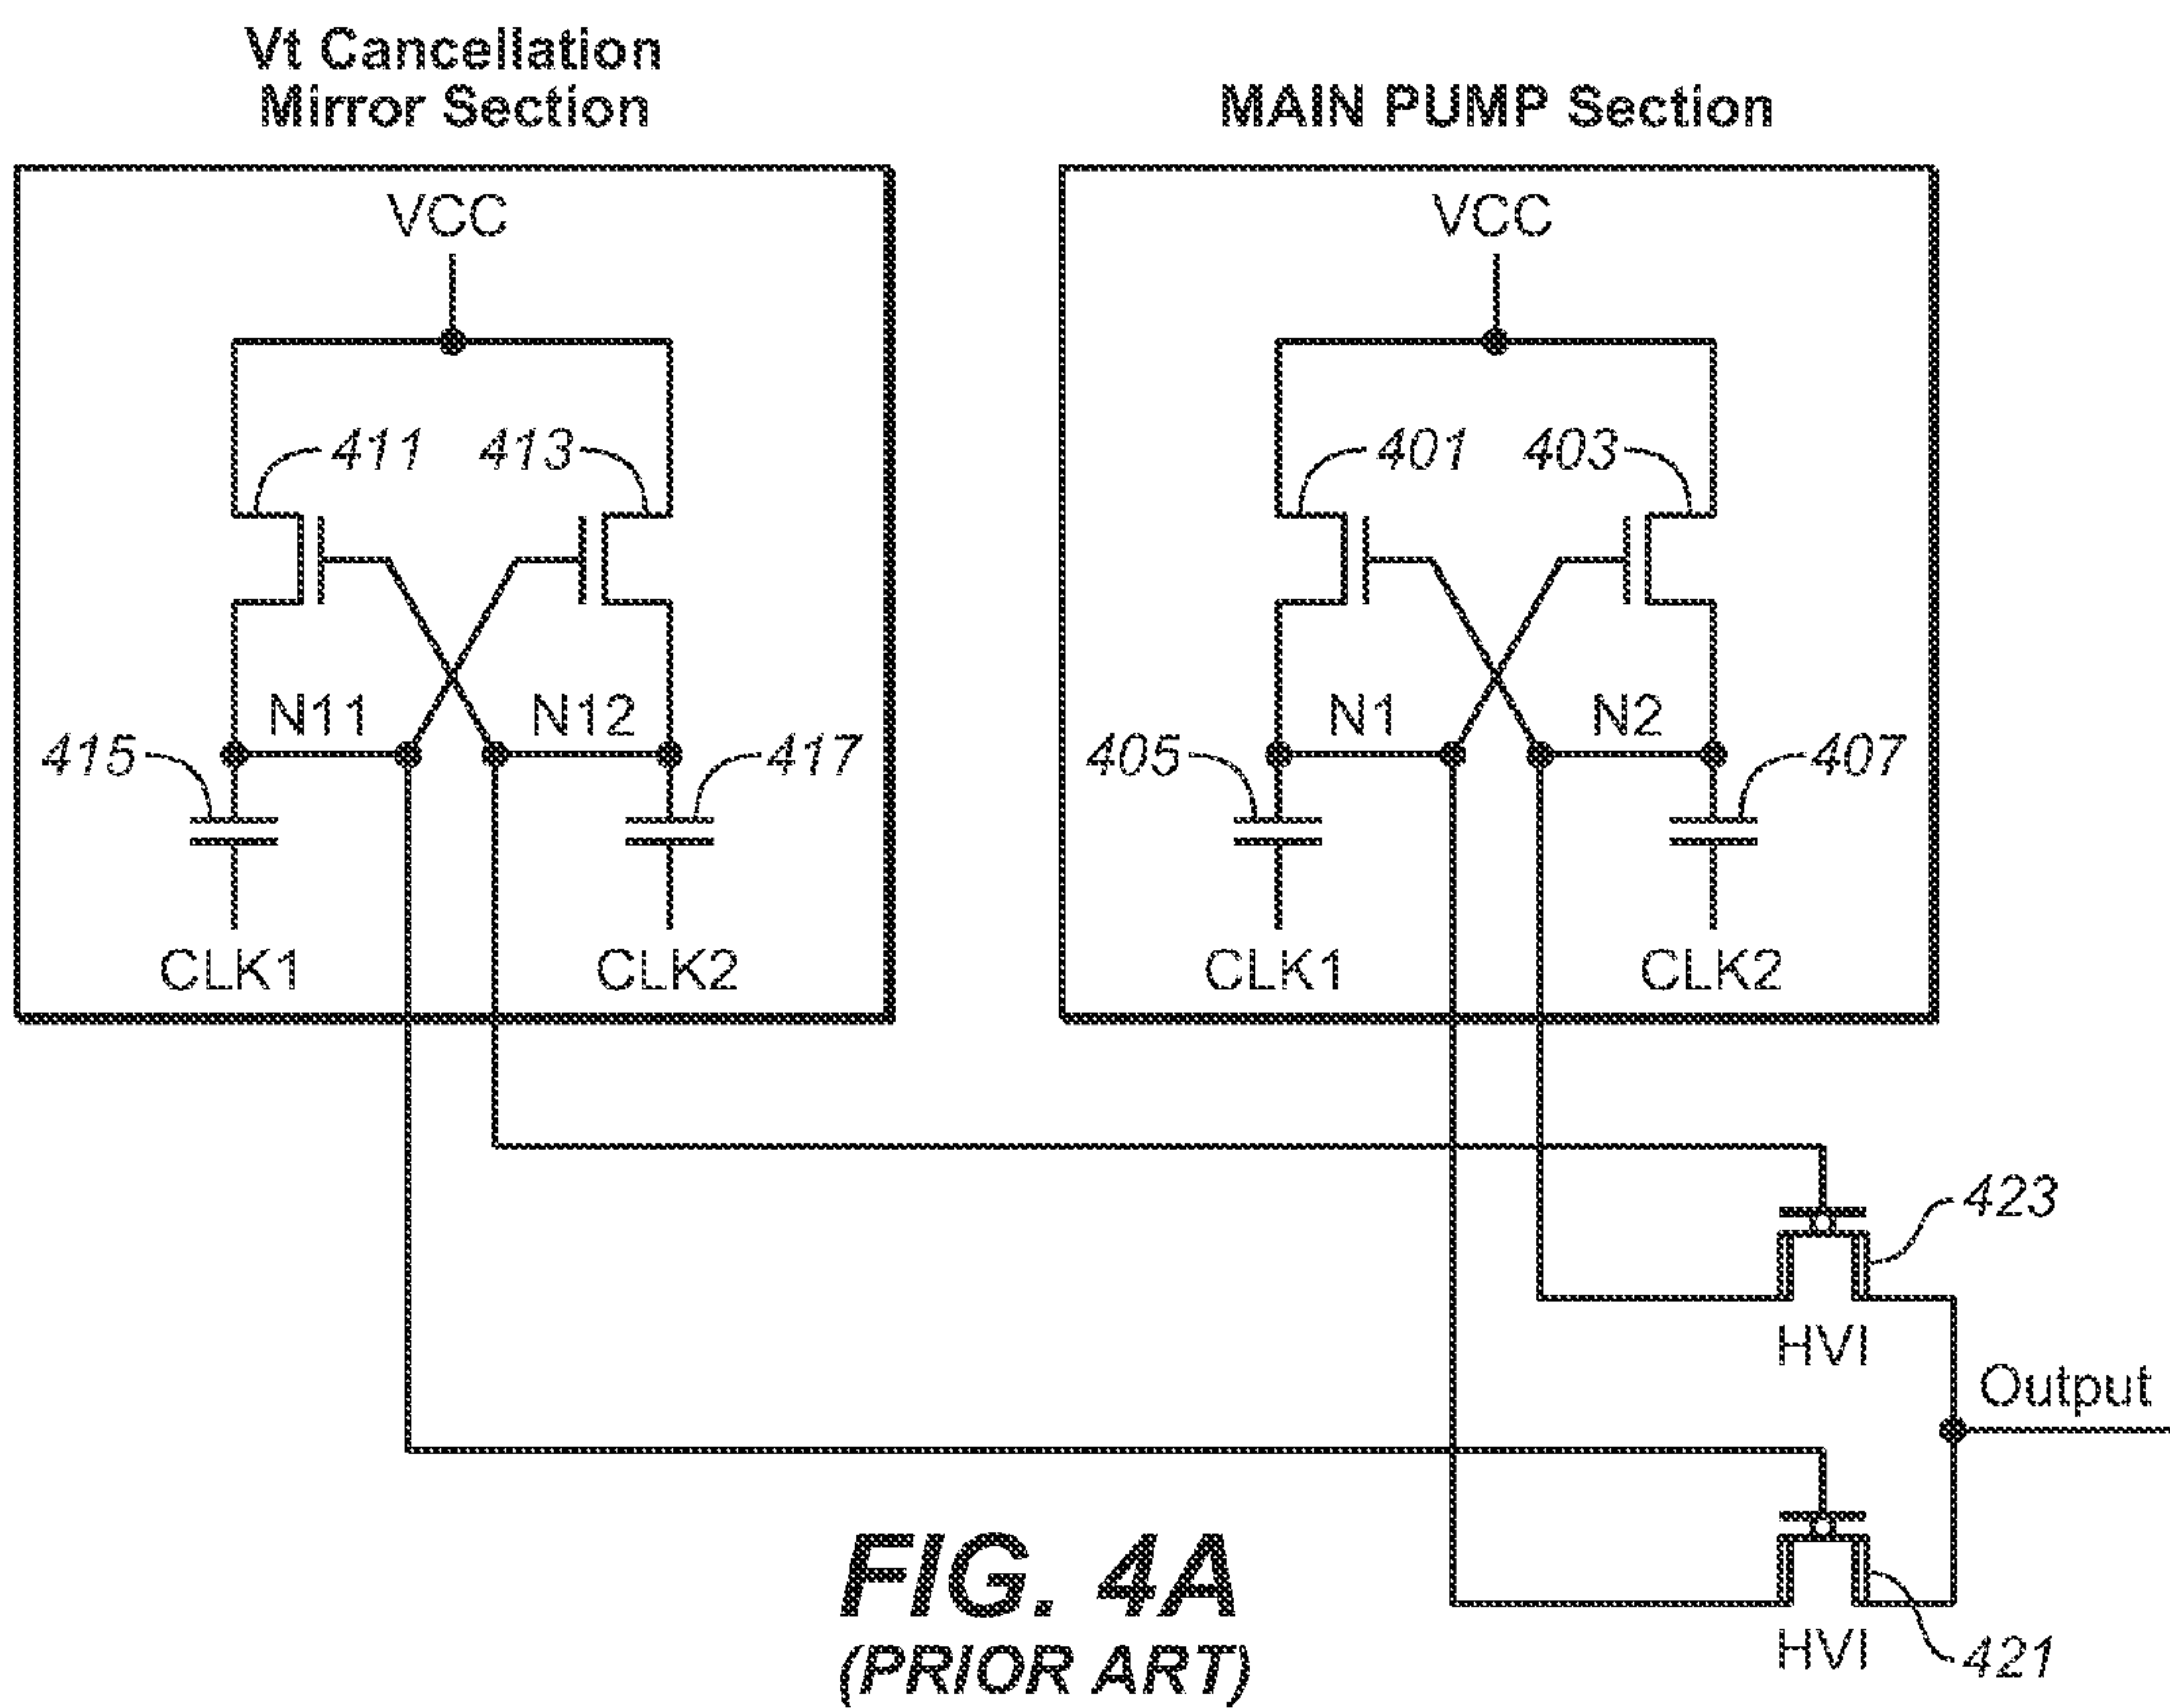 Vt Cancellation
Mirror Section
MAIN PUMP Section
VCC
VCC
411
413
401
403
N11
N12
N1
N2
415
417
405
407
CLK1
CLK2
CLK1
CLK2
423
HVI
Output
HVI
421
FIG. 4A
(PRIOR ART)